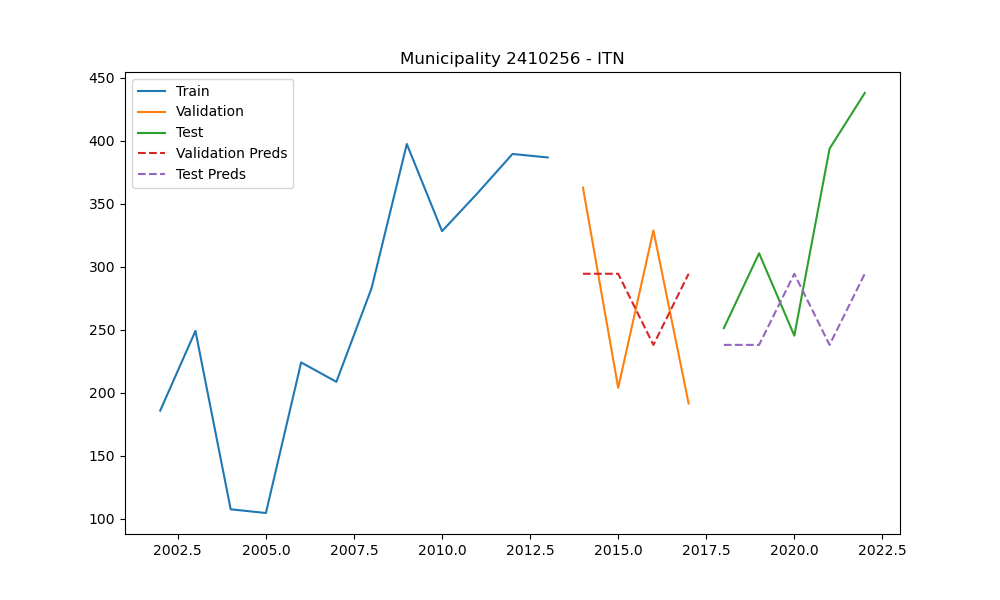 Municipality 2410256 - ITN
450
400
350
300
250
200
150
100
Train
Validation
Test
Validation Preds
Test Preds
2002.5 2005.0 2007.5 2010.0 2012.5 2015.0 2017.5 2020.0 2022.5